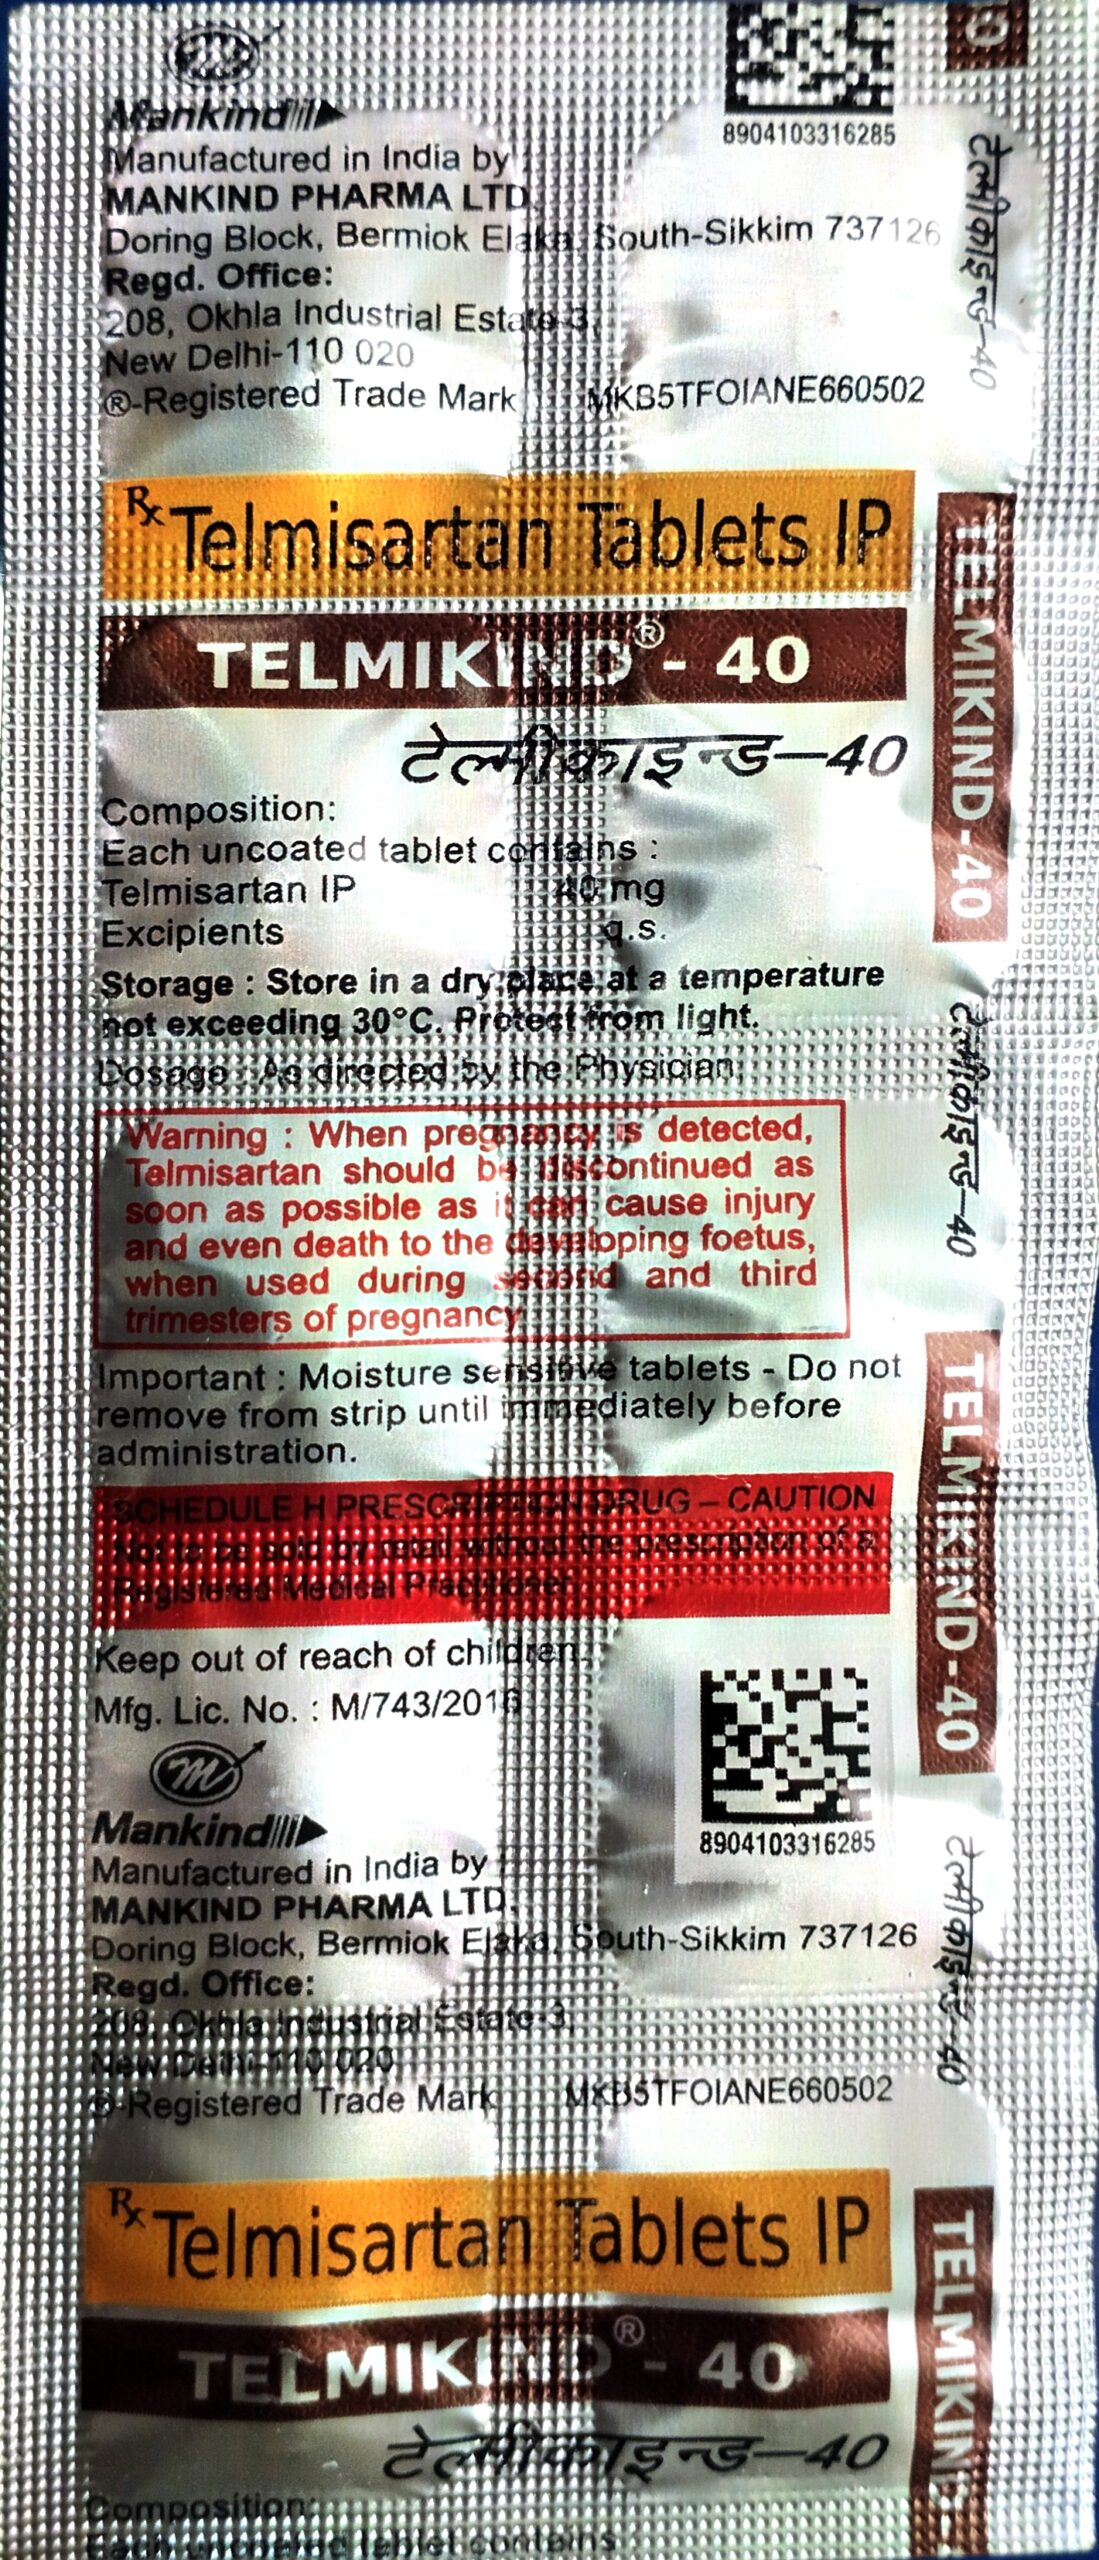 Mankind
8904103316285
Manufactured in India by
MANKIND PHARMA LTD.
Doring Block, Bermiok Elaka, South-Sikkim 737126
Regd. Office:
208, Okhla Industrial Estate-3,
New Delhi-110 020
®-Registered Trade Mark MKB5TFOIANE660502
टेल्मीकाइन्ड-40
Rx Telmisartan Tablets IP
TELMIKIND® - 40
टेल्मीकाइन्ड-40
TELMIKIND-40
Composition:
Each uncoated tablet contains :
Telmisartan IP 40 mg
Excipients q.s.
Storage : Store in a dry place at a temperature
not exceeding 30°C. Protect from light.
Dosage : As directed by the Physician.
टेल्मीकाइन्ड-40
Warning : When pregnancy is detected,
Telmisartan should be discontinued as
soon as possible as it can cause injury
and even death to the developing foetus,
when used during second and third
trimesters of pregnancy
Important : Moisture sensitive tablets - Do not
remove from strip until immediately before
administration.
TELMIKIND-40
SCHEDULE H PRESCRIPTION DRUG – CAUTION
Not to be sold by retail without the prescription of a
Registered Medical Practitioner.
Keep out of reach of children.
Mfg. Lic. No. : M/743/2016
M
Mankind
8904103316285
Manufactured in India by
MANKIND PHARMA LTD.
Doring Block, Bermiok Elaka, South-Sikkim 737126
Regd. Office:
208, Okhla Industrial Estate-3,
New Delhi-110 020
®-Registered Trade Mark MKB5TFOIANE660502
टेल्मीकाइन्ड-40
Rx Telmisartan Tablets IP
TELMIKIND® - 40
टेल्मीकाइन्ड-40
TELMIKIND-
Composition:
Each uncoated tablet contains